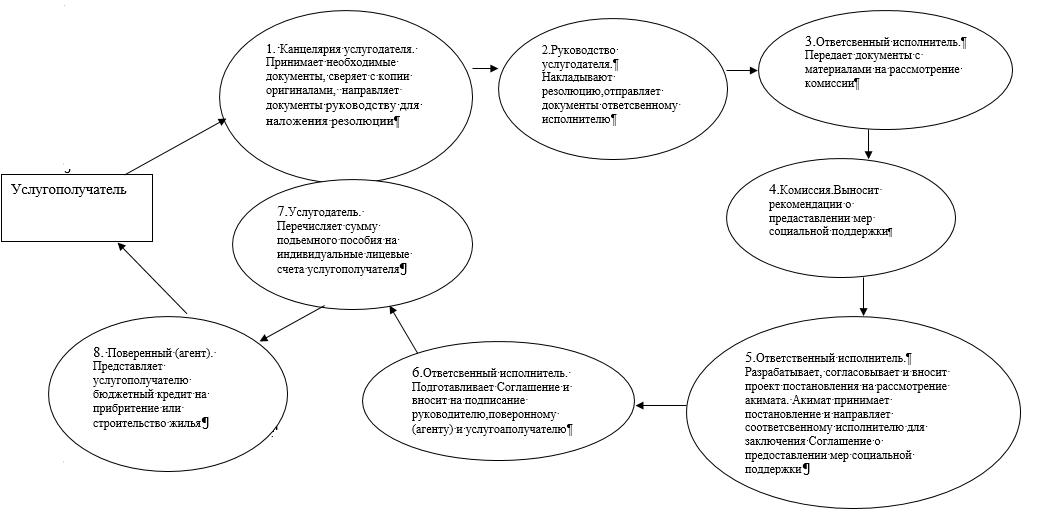 1. Канцелярия услугодателя.
Принимает необходимые
документы, сверяет с копии
оригиналами, направляет
документы руководству для
наложения резолюции¶
2.Руководство
услугодателя.¶
Накладывают
резолюцию,отправляет
документы ответсвенному
исполнителю¶
3.Ответсвенный исполнитель.¶
Передает документы с
материалами на рассмотрение
комиссии¶
Услугополучатель
4.Комиссия.Выносит
рекомендации о
предаставлении мер
социальной поддержки¶
7.Услугодатель.
Перечисляет сумму
подьемного пособия на
индивидуальные лицевые
счета услугополучателя¶
8. Поверенный (агент).
Представляет
услугополучателю
бюджетный кредит на
прибритение или
строительство жилья¶
6.Ответсвенный исполнитель.
Подготавливает Соглашение и
вносит на подписание
руководителю,поверонному
(агенту) и услугоаполучателю¶
5.Ответственный исполнитель.¶
Разрабатывает, согласовывает и вносит
проект постановления на рассмотрение
акимата. Акимат принимает
постановление и направляет
соответсвенному исполнителю для
заключения Соглашение о
предоставлении мер социальной
поддержки¶